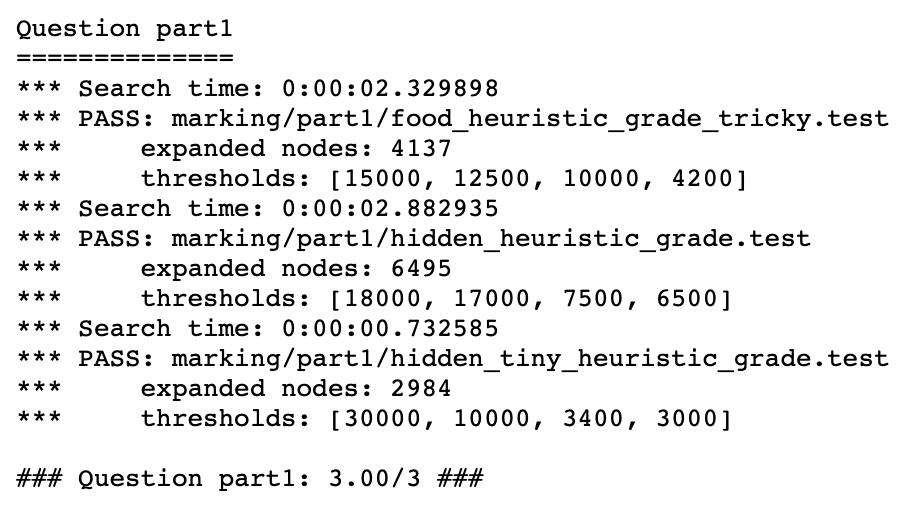 Question part1
==============
*** Search time: 0:00:02.329898
*** PASS: marking/part1/food_heuristic_grade_tricky.test
***     expanded nodes: 4137
***     thresholds: [15000, 12500, 10000, 4200]
*** Search time: 0:00:02.882935
*** PASS: marking/part1/hidden_heuristic_grade.test
***     expanded nodes: 6495
***     thresholds: [18000, 17000, 7500, 6500]
*** Search time: 0:00:00.732585
*** PASS: marking/part1/hidden_tiny_heuristic_grade.test
***     expanded nodes: 2984
***     thresholds: [30000, 10000, 3400, 3000]

### Question part1: 3.00/3 ###